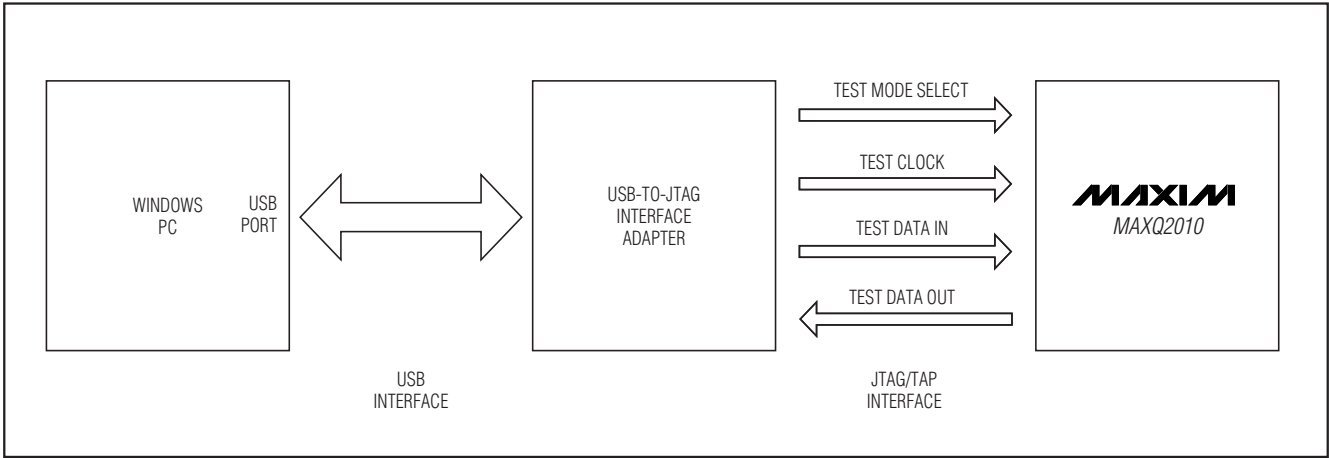 WINDOWS
PC
USB
PORT
USB
INTERFACE
USB-TO-JTAG
INTERFACE
ADAPTER
TEST MODE SELECT
TEST CLOCK
TEST DATA IN
TEST DATA OUT
JTAG/TAP
INTERFACE
MAXIM
MAXQ2010